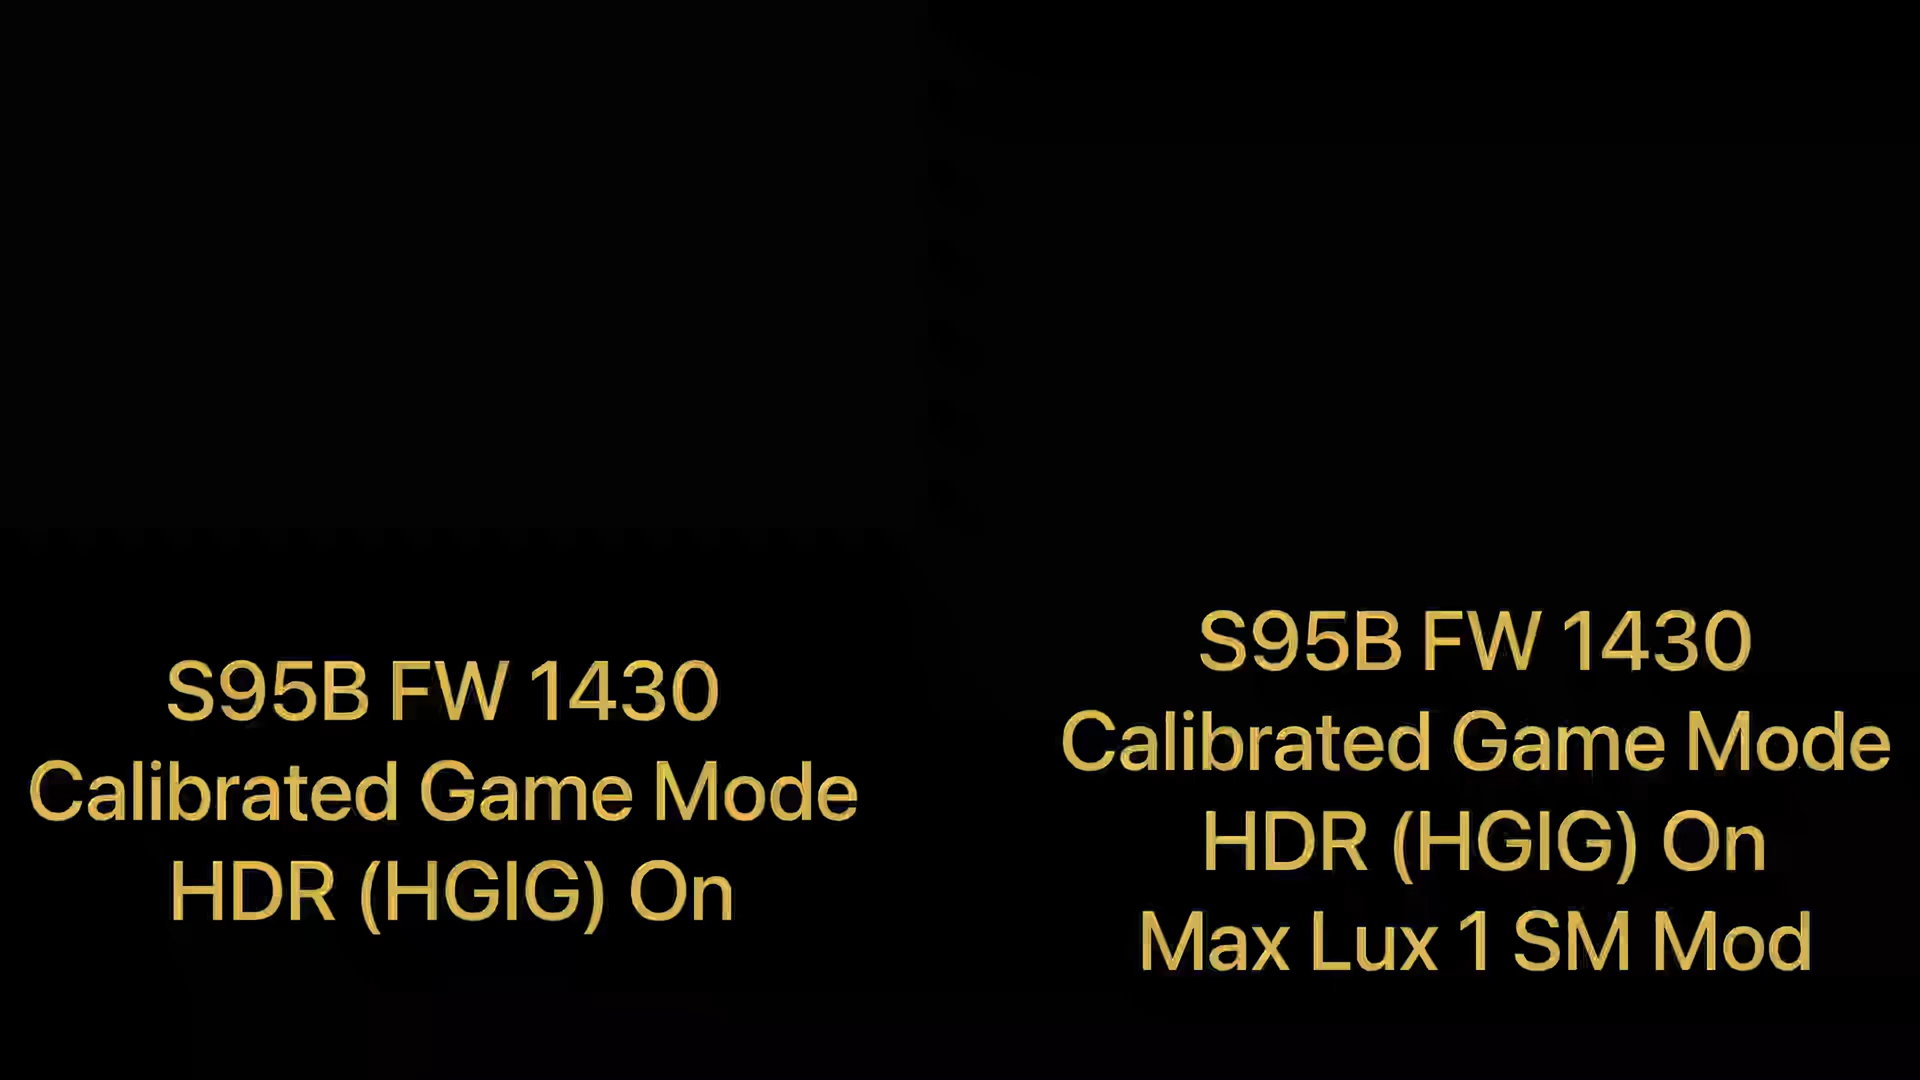 S95B FW 1430
Calibrated Game Mode
HDR (HGIG) On
S95B FW 1430
Calibrated Game Mode
HDR (HGIG) On
Max Lux 1 SM Mod